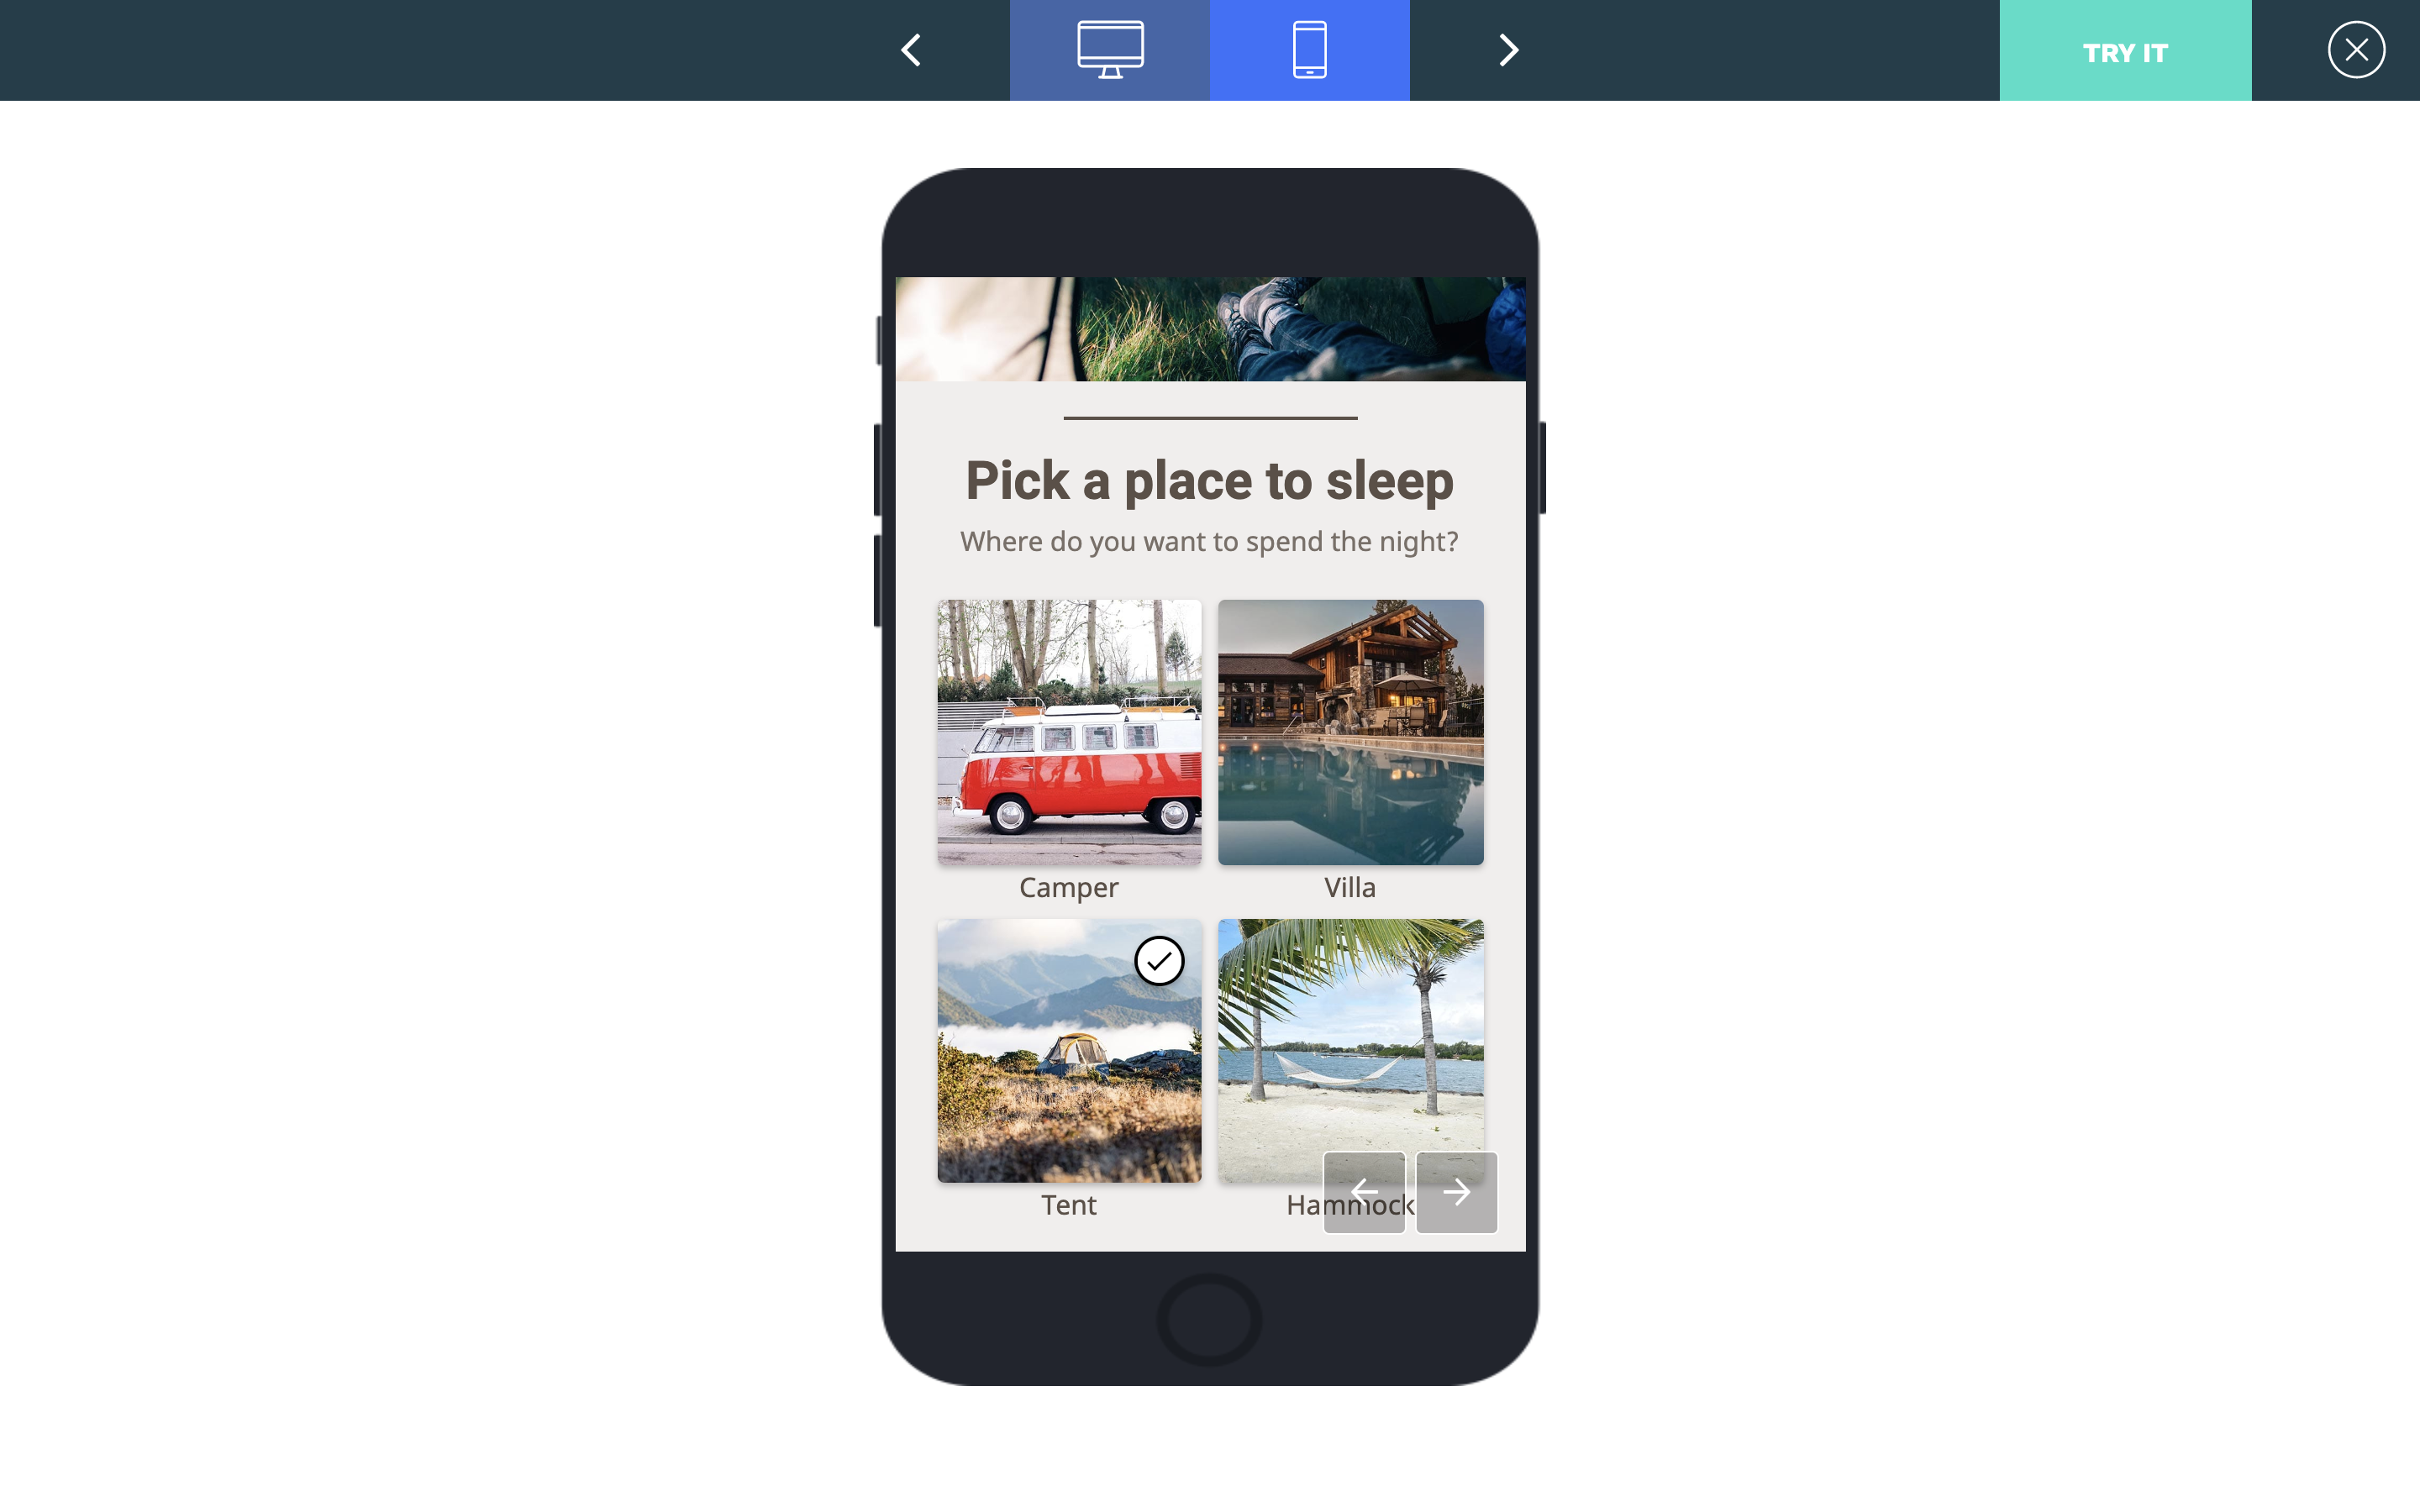 TRY IT
Pick a place to sleep
Where do you want to spend the night?
Camper
Villa
Tent
Hammock